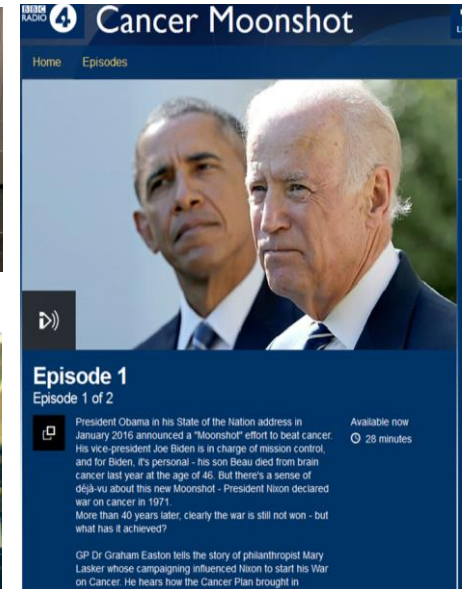 BBC
RADIO 4 Cancer Moonshot
Home Episodes
Episode 1
Episode 1 of 2
President Obama in his State of the Nation address in
January 2016 announced a "Moonshot" effort to beat cancer.
His vice-president Joe Biden is in charge of mission control,
and for Biden, it's personal - his son Beau died from brain
cancer last year at the age of 46. But there's a sense of
déjà-vu about this new Moonshot - President Nixon declared
war on cancer in 1971.
More than 40 years later, clearly the war is still not won - but
what has it achieved?
GP Dr Graham Easton tells the story of philanthropist Mary
Lasker whose campaigning influenced Nixon to start his War
on Cancer. He hears how the Cancer Plan brought in
Available now
28 minutes